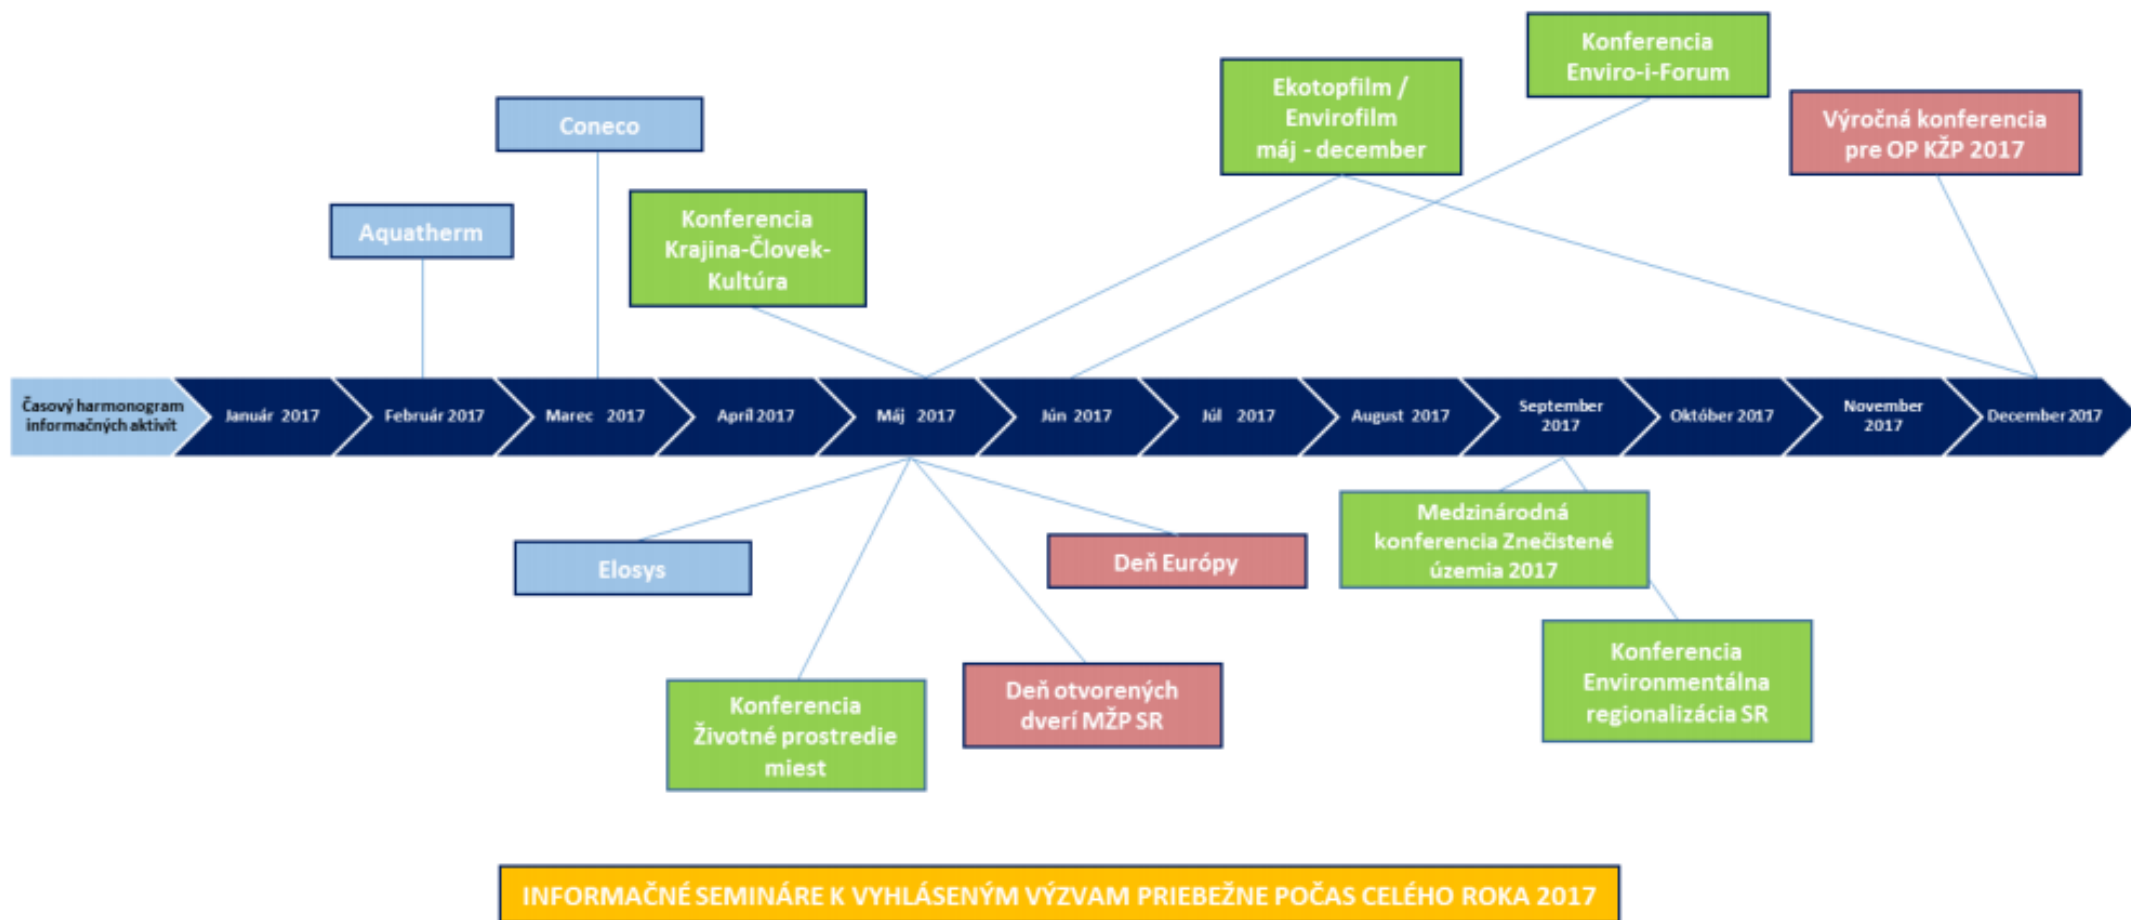 Konferencia
Enviro-i-Forum
Ekotopfilm /
Envirofilm
máj - december
Výročná konferencia
pre OP KŽP 2017
Coneco
Aquatherm
Konferencia
Krajina-Človek-
Kultúra
Časový harmonogram
informačných aktivít
Január 2017
Február 2017
Marec 2017
Apríl 2017
Máj 2017
Jún 2017
Júl 2017
August 2017
September
2017
Október 2017
November
2017
December 2017
Elosys
Deň Európy
Medzinárodná
konferencia Znečistené
územia 2017
Konferencia
Životné prostredie
miest
Deň otvorených
dverí MŽP SR
Konferencia
Environmentálna
regionalizácia SR
INFORMAČNÉ SEMINÁRE K VYHLÁSENÝM VÝZVAM PRIEBEŽNE POČAS CELÉHO ROKA 2017